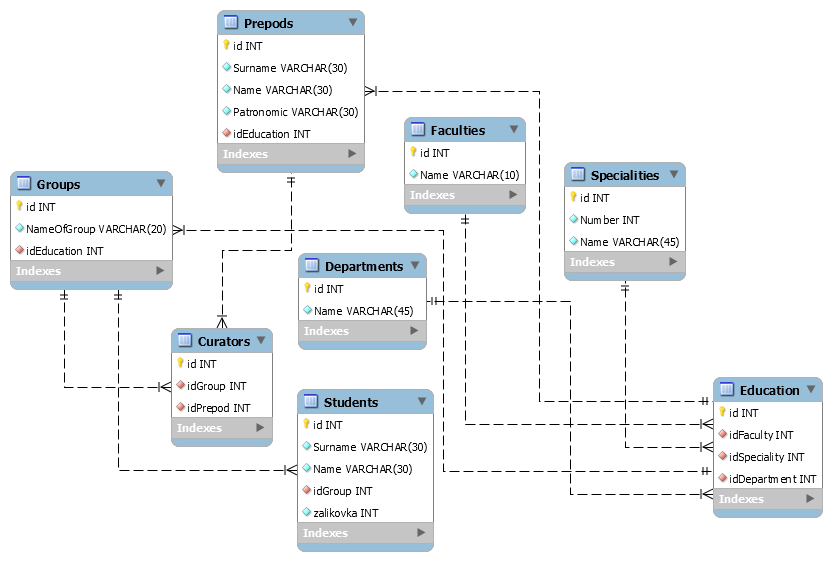 Prepods
id INT
Surname VARCHAR(30)
Name VARCHAR(30)
Patronomic VARCHAR(30)
idEducation INT
Indexes
Faculties
id INT
Name VARCHAR(10)
Indexes
Specialities
id INT
Number INT
Name VARCHAR(45)
Indexes
Groups
id INT
NameOfGroup VARCHAR(20)
idEducation INT
Indexes
Departments
id INT
Name VARCHAR(45)
Indexes
Curators
id INT
idGroup INT
idPrepod INT
Indexes
Students
id INT
Surname VARCHAR(30)
Name VARCHAR(30)
idGroup INT
zalikovka INT
Indexes
Education
id INT
idFaculty INT
idSpeciality INT
idDepartment INT
Indexes